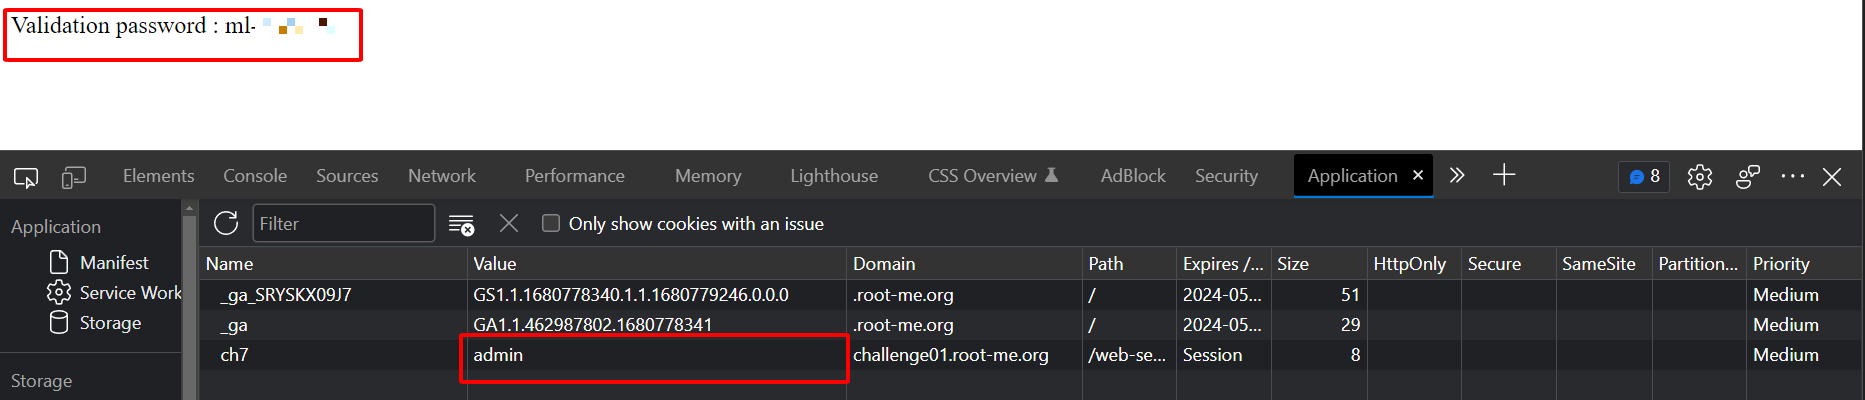 Validation password : ml-
Elements Console Sources Network Performance Memory Lighthouse CSS Overview AdBlock Security Application 8
Application
Filter Only show cookies with an issue
Manifest
Service Work
Storage
Storage
Name Value Domain Path Expires /... Size HttpOnly Secure SameSite Partition... Priority
_ga_SRYSKX09J7 GS1.1.1680778340.1.1.1680779246.0.0.0 .root-me.org / 2024-05... 51 Medium
_ga GA1.1.462987802.1680778341 .root-me.org / 2024-05... 29 Medium
ch7 admin challenge01.root-me.org /web-se... Session 8 Medium